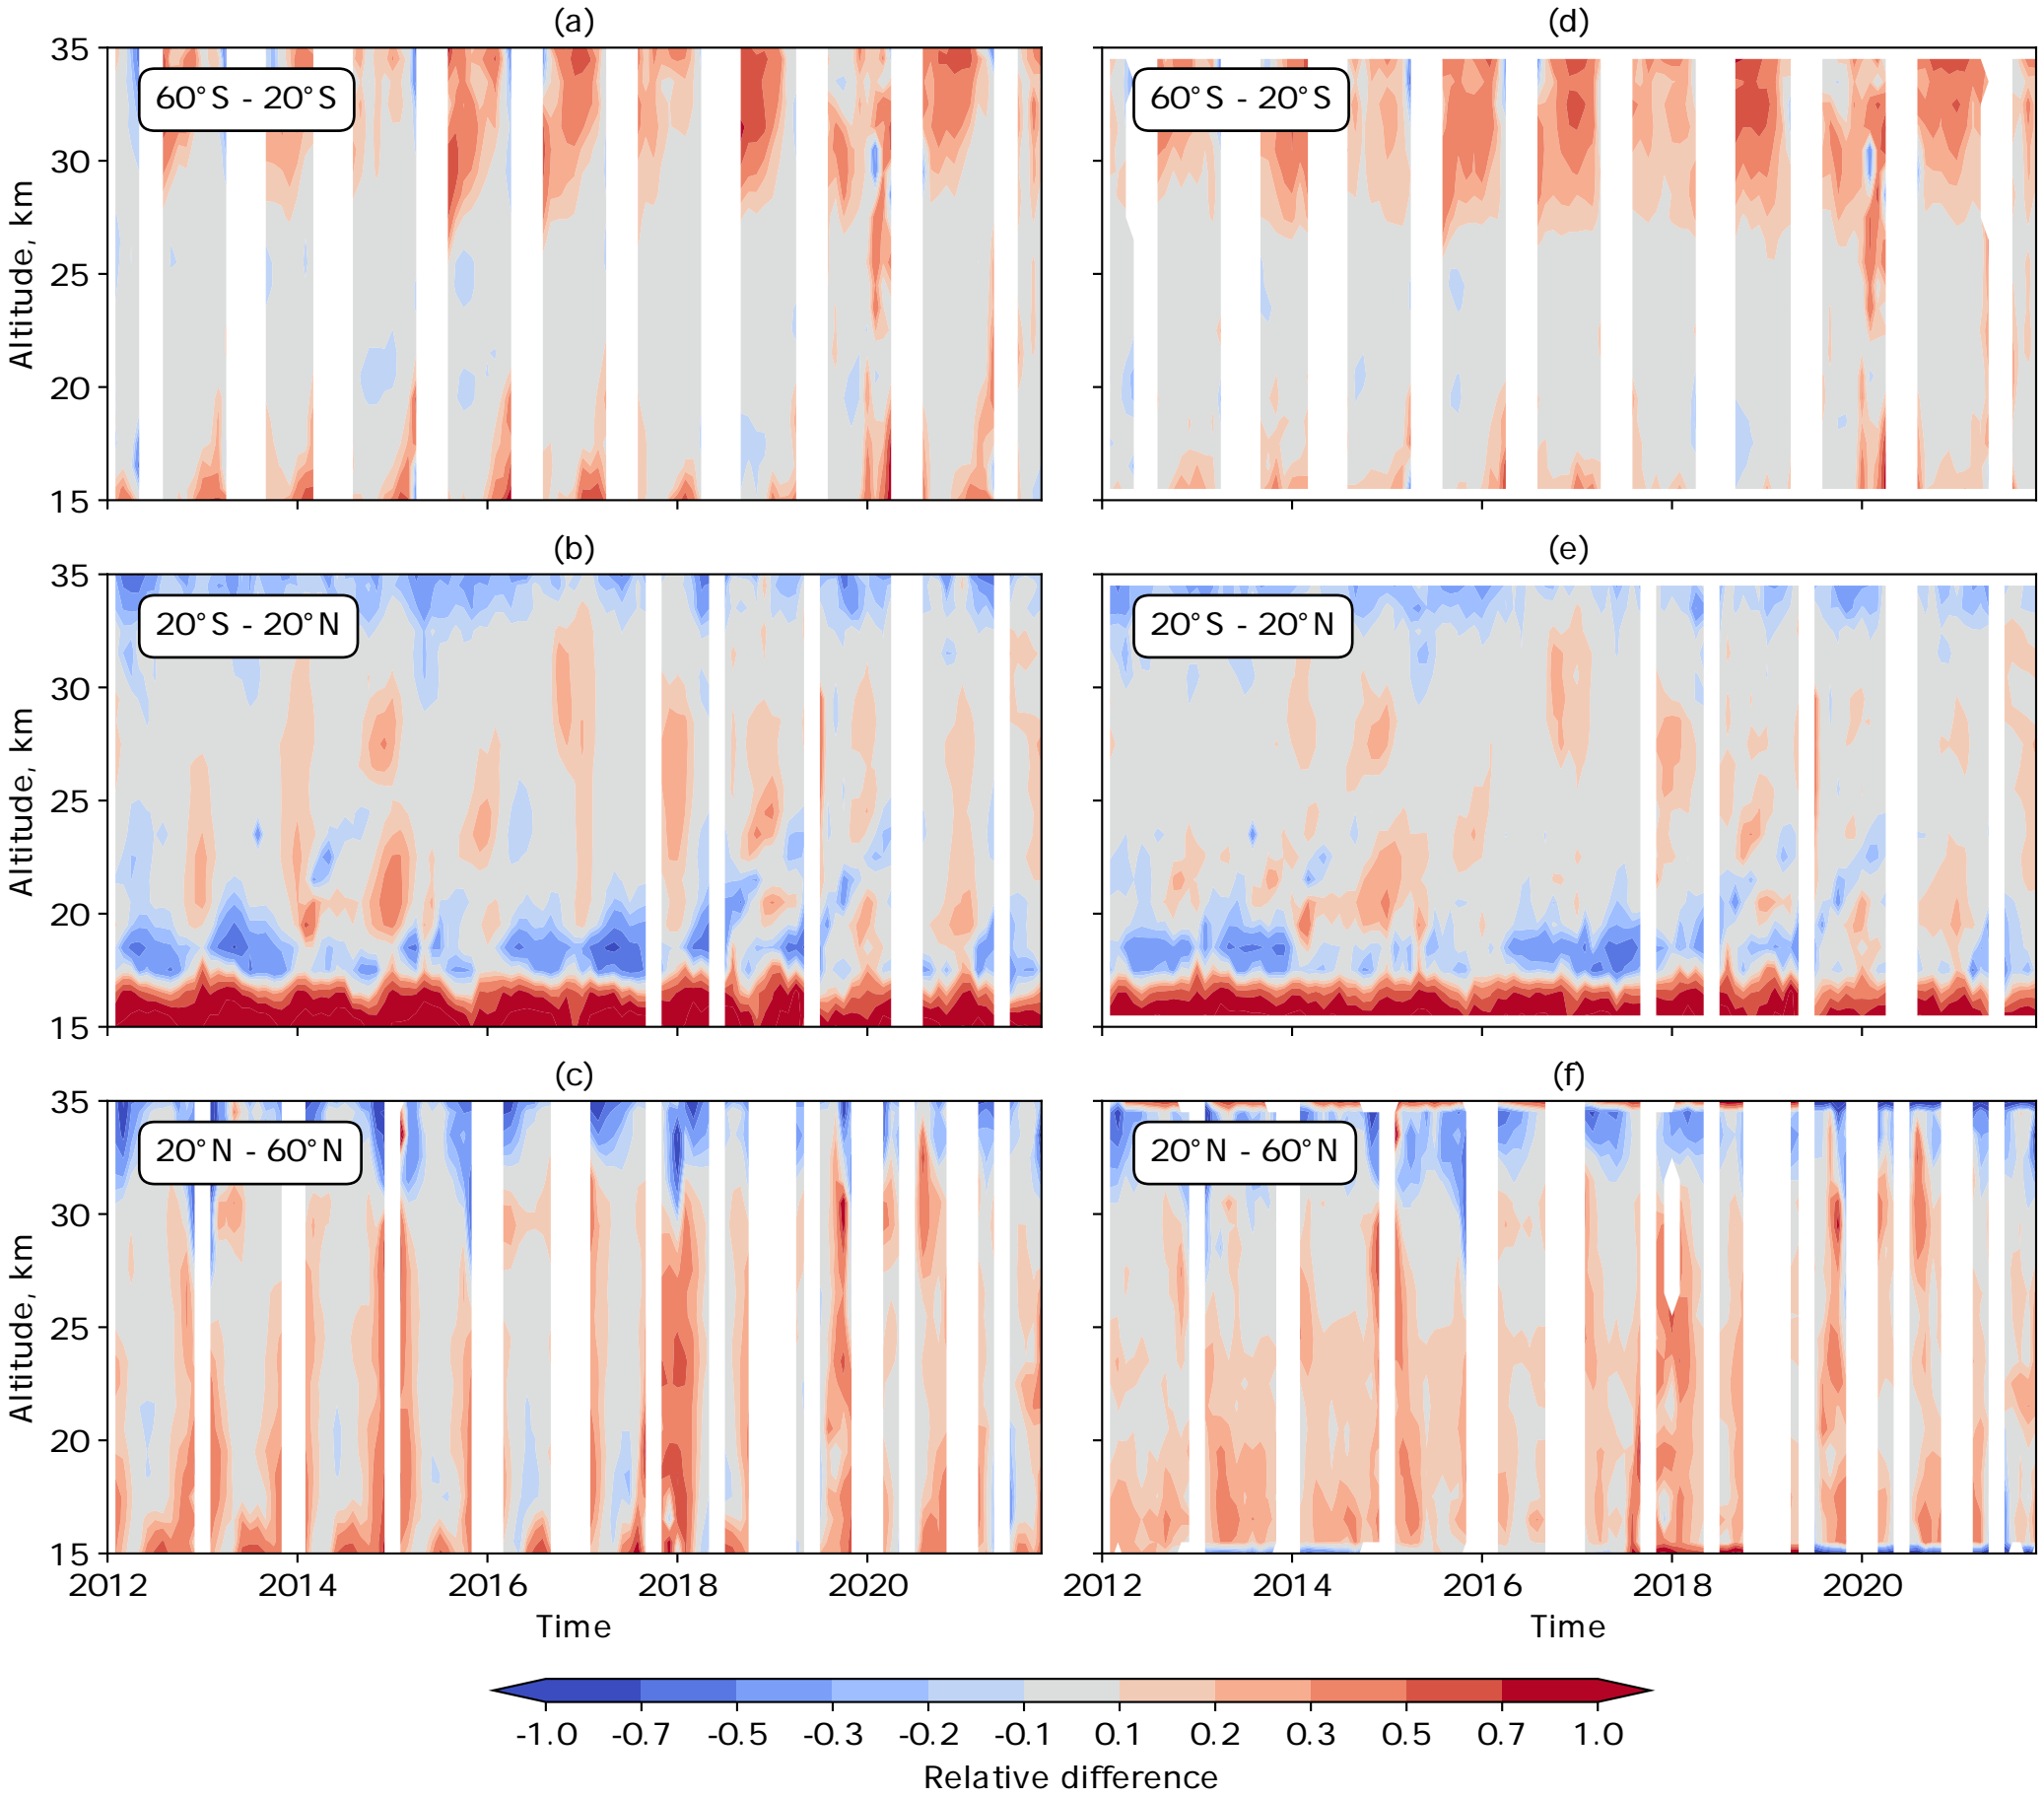 (a)
(d)
35
30
25
20
15
Altitude, km
60°S - 20°S
60°S - 20°S
(b)
(e)
35
30
25
20
15
Altitude, km
20°S - 20°N
20°S - 20°N
(c)
(f)
35
30
25
20
15
Altitude, km
20°N - 60°N
20°N - 60°N
2012 2014 2016 2018 2020
2012 2014 2016 2018 2020
Time
Time
-1.0 -0.7 -0.5 -0.3 -0.2 -0.1 0.1 0.2 0.3 0.5 0.7 1.0
Relative difference